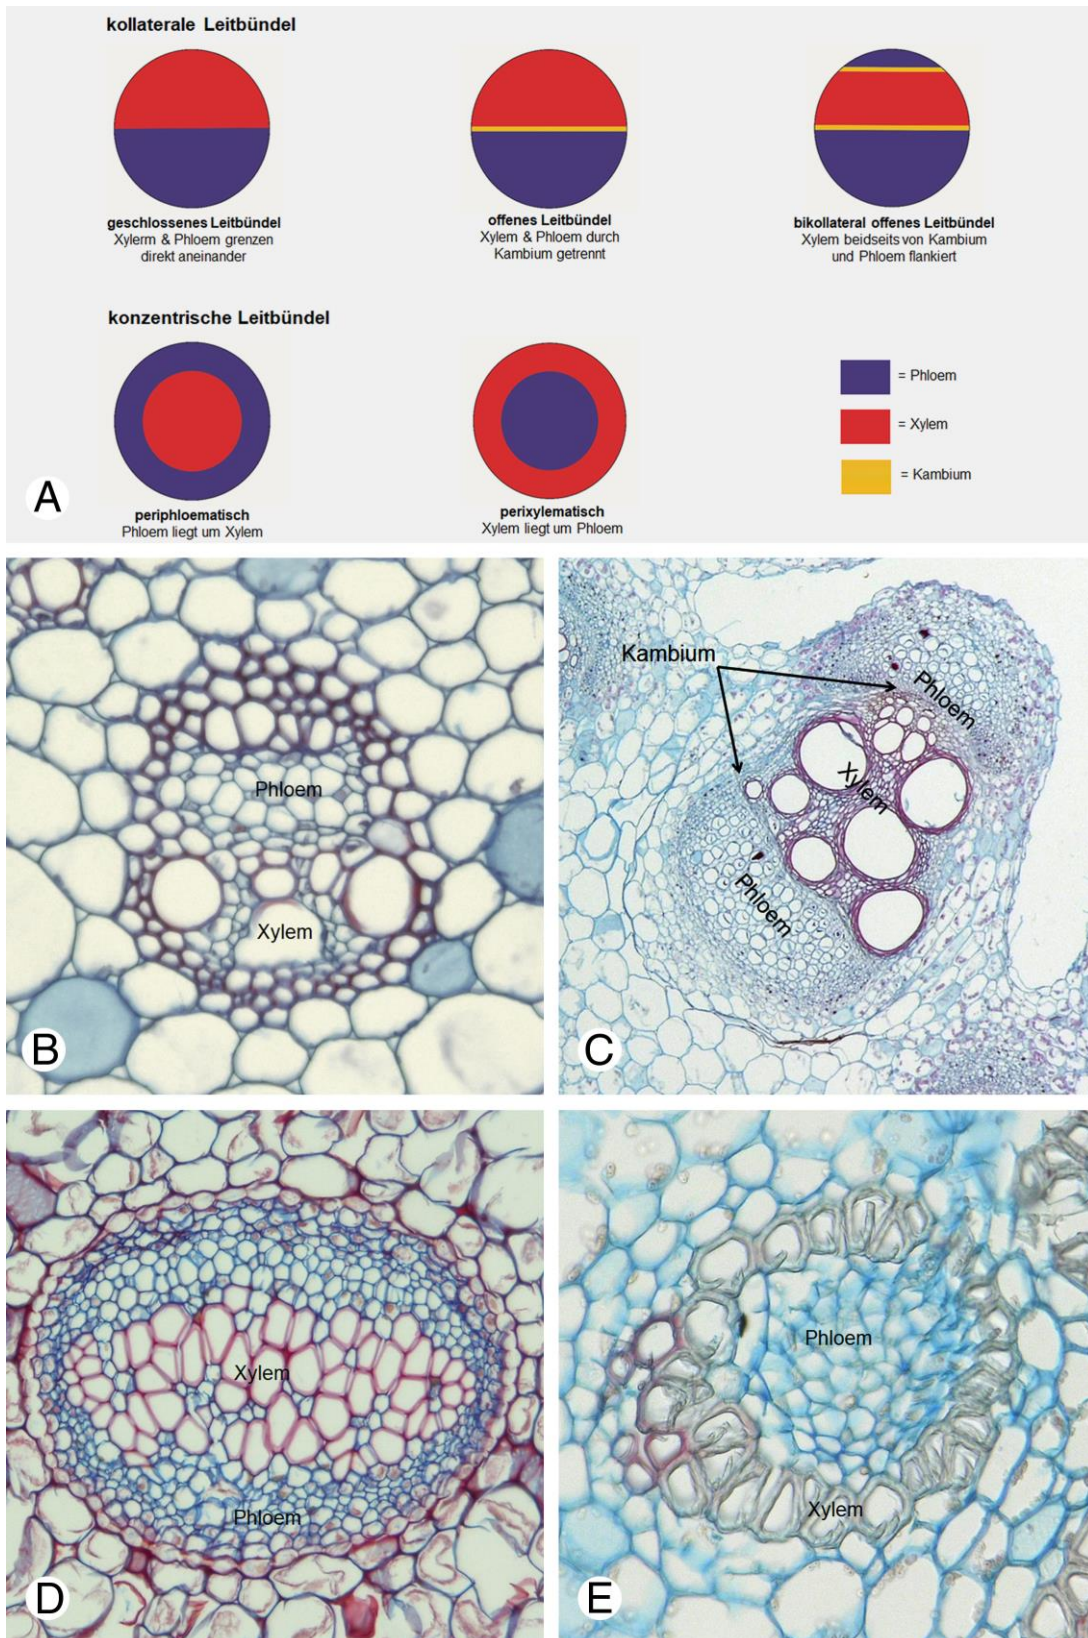 kollaterale Leitbündel
geschlossenes Leitbündel
Xylerm & Phloem grenzen
direkt aneinander
offenes Leitbündel
Xylem & Phloem durch
Kambium getrennt
bikollateral offenes Leitbündel
Xylem beidseits von Kambium
und Phloem flankiert
konzentrische Leitbündel
periphloematisch
Phloem liegt um Xylem
perixylematisch
Xylem liegt um Phloem
= Phloem
= Xylem
= Kambium
A
Phloem
Xylem
B
Kambium
Phloem
Xylem
Phloem
C
Xylem
Phloem
D
Phloem
Xylem
E